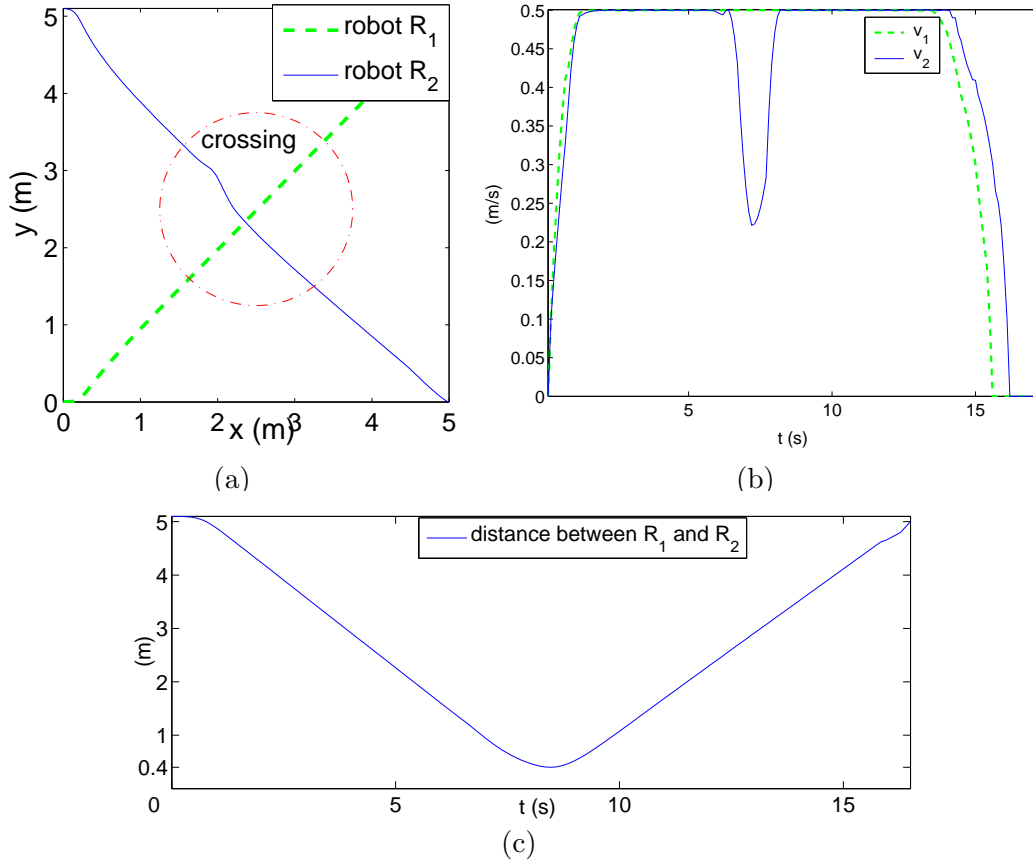 5
4
3
2
1
0
y (m)
robot R1
robot R2
crossing
0 1 2 3 4 5
x (m)
(a)
0.5
0.45
0.4
0.35
0.3
0.25
0.2
0.15
0.1
0.05
0
(m/s)
v1
v2
5 10 15
t (s)
(b)
5
4
3
2
1
0.4
(m)
distance between R1 and R2
0 5 10 15
t (s)
(c)